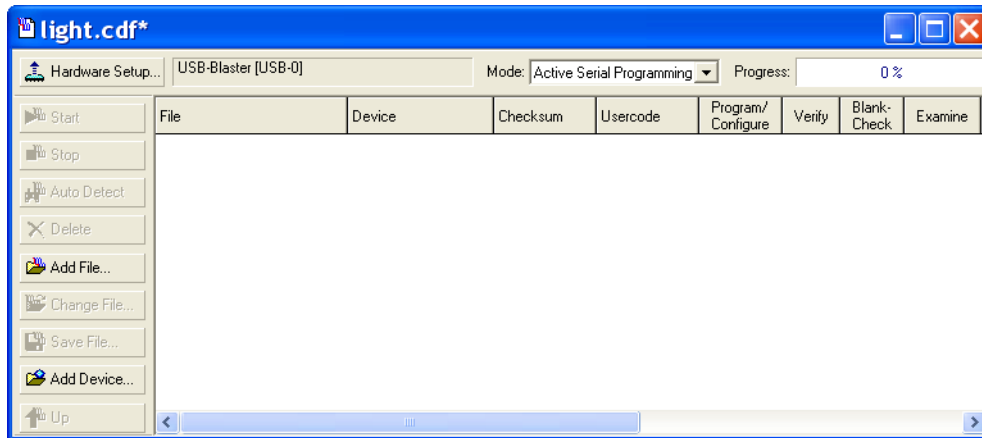 light.cdf*
Hardware Setup... USB-Blaster [USB-0] Mode: Active Serial Programming Progress: 0 %
Start
File Device Checksum Usercode Program/ Configure Verify Blank- Check Examine
Stop
Auto Detect
Delete
Add File...
Change File...
Save File...
Add Device...
Up